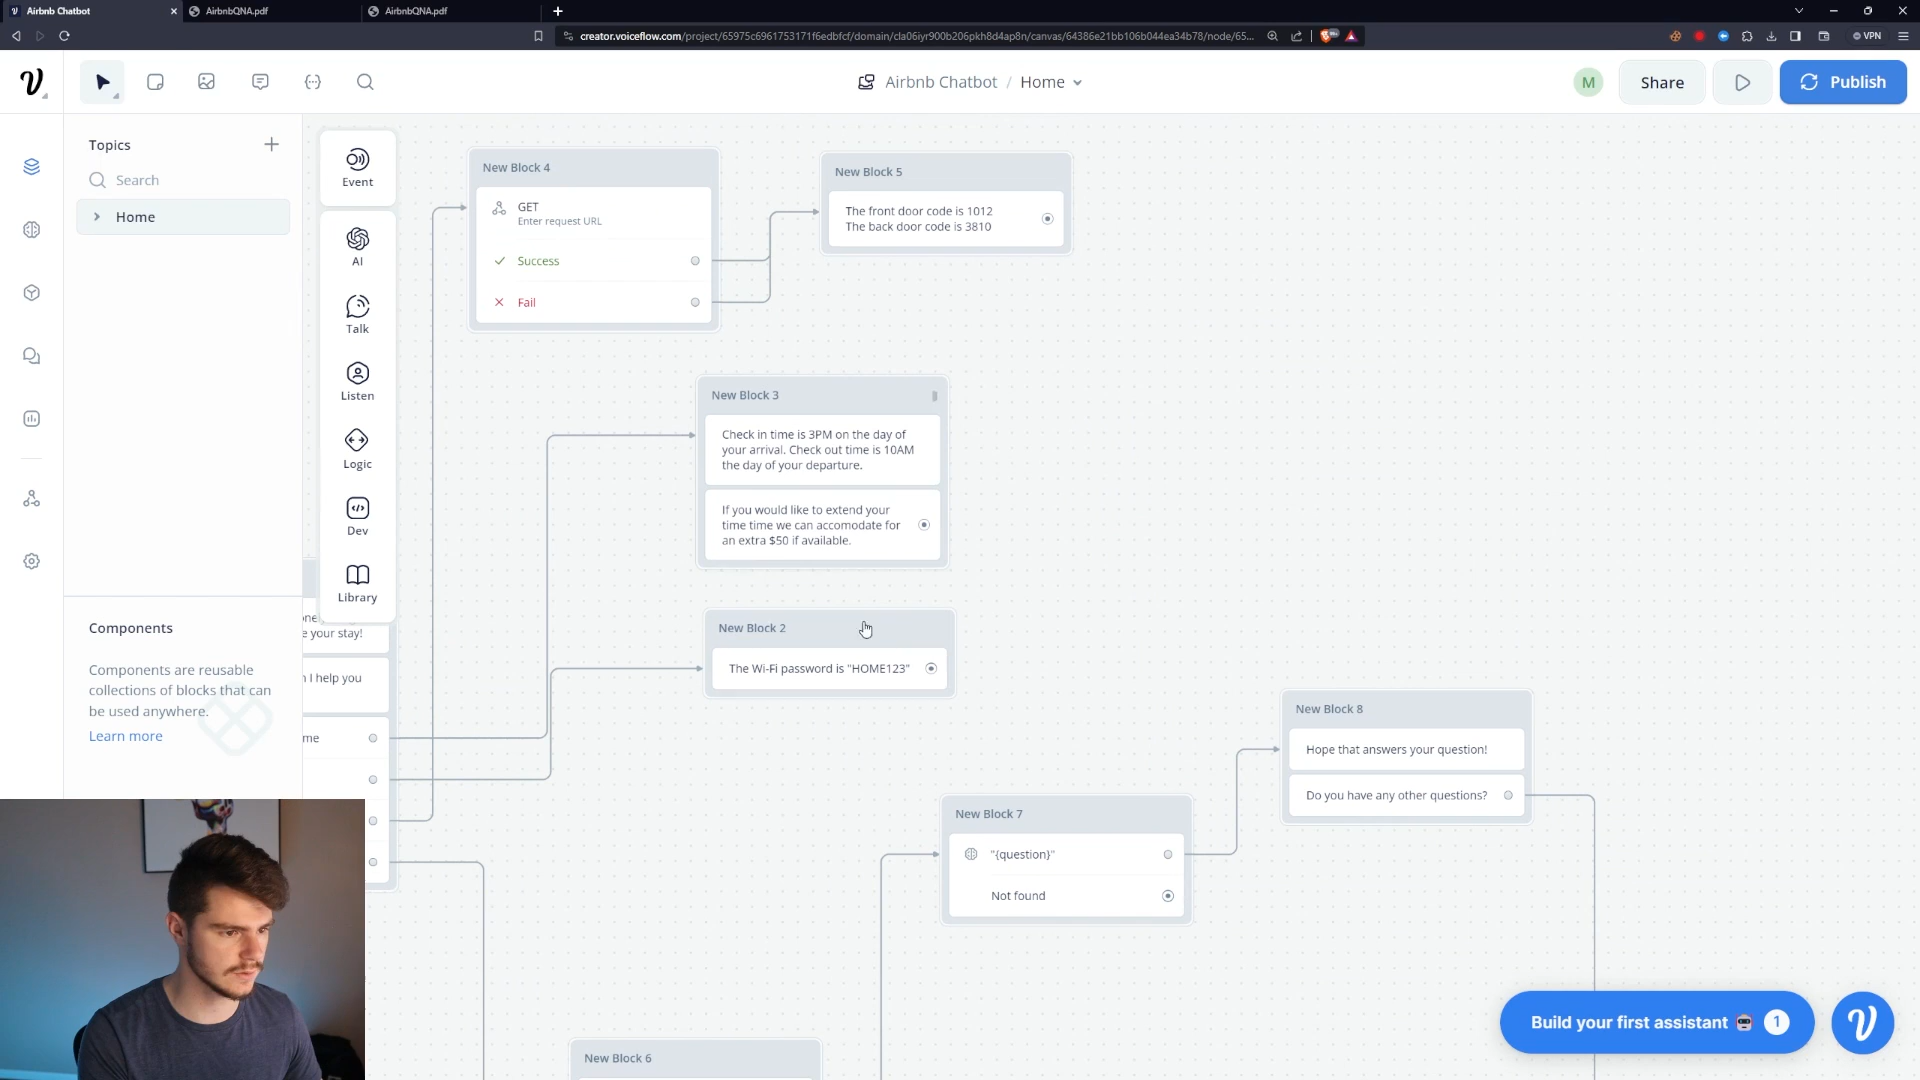 Airbnb Chatbot
AirbnbQNA.pdf
AirbnbQNA.pdf
creator.voiceflow.com/project/65975c6961753171f6edbfcf/domain/cla06iyr900b206pkh8d4ap8n/canvas/64386e21bb106b044ea34b78/node/65...
VPN
Airbnb Chatbot / Home
M
Share
Publish
Topics
Search
Home
Event
AI
Talk
Listen
Logic
Dev
Library
New Block 4
GET
Enter request URL
Success
Fail
New Block 5
The front door code is 1012
The back door code is 3810
New Block 3
Check in time is 3PM on the day of
your arrival. Check out time is 10AM
the day of your departure.
If you would like to extend your
time time we can accomodate for
an extra $50 if available.
New Block 2
The Wi-Fi password is "HOME123"
e your stay!
I help you
me
Components
Components are reusable
collections of blocks that can
be used anywhere.
Learn more
New Block 8
Hope that answers your question!
Do you have any other questions?
New Block 7
"{question}"
Not found
New Block 6
Build your first assistant
1